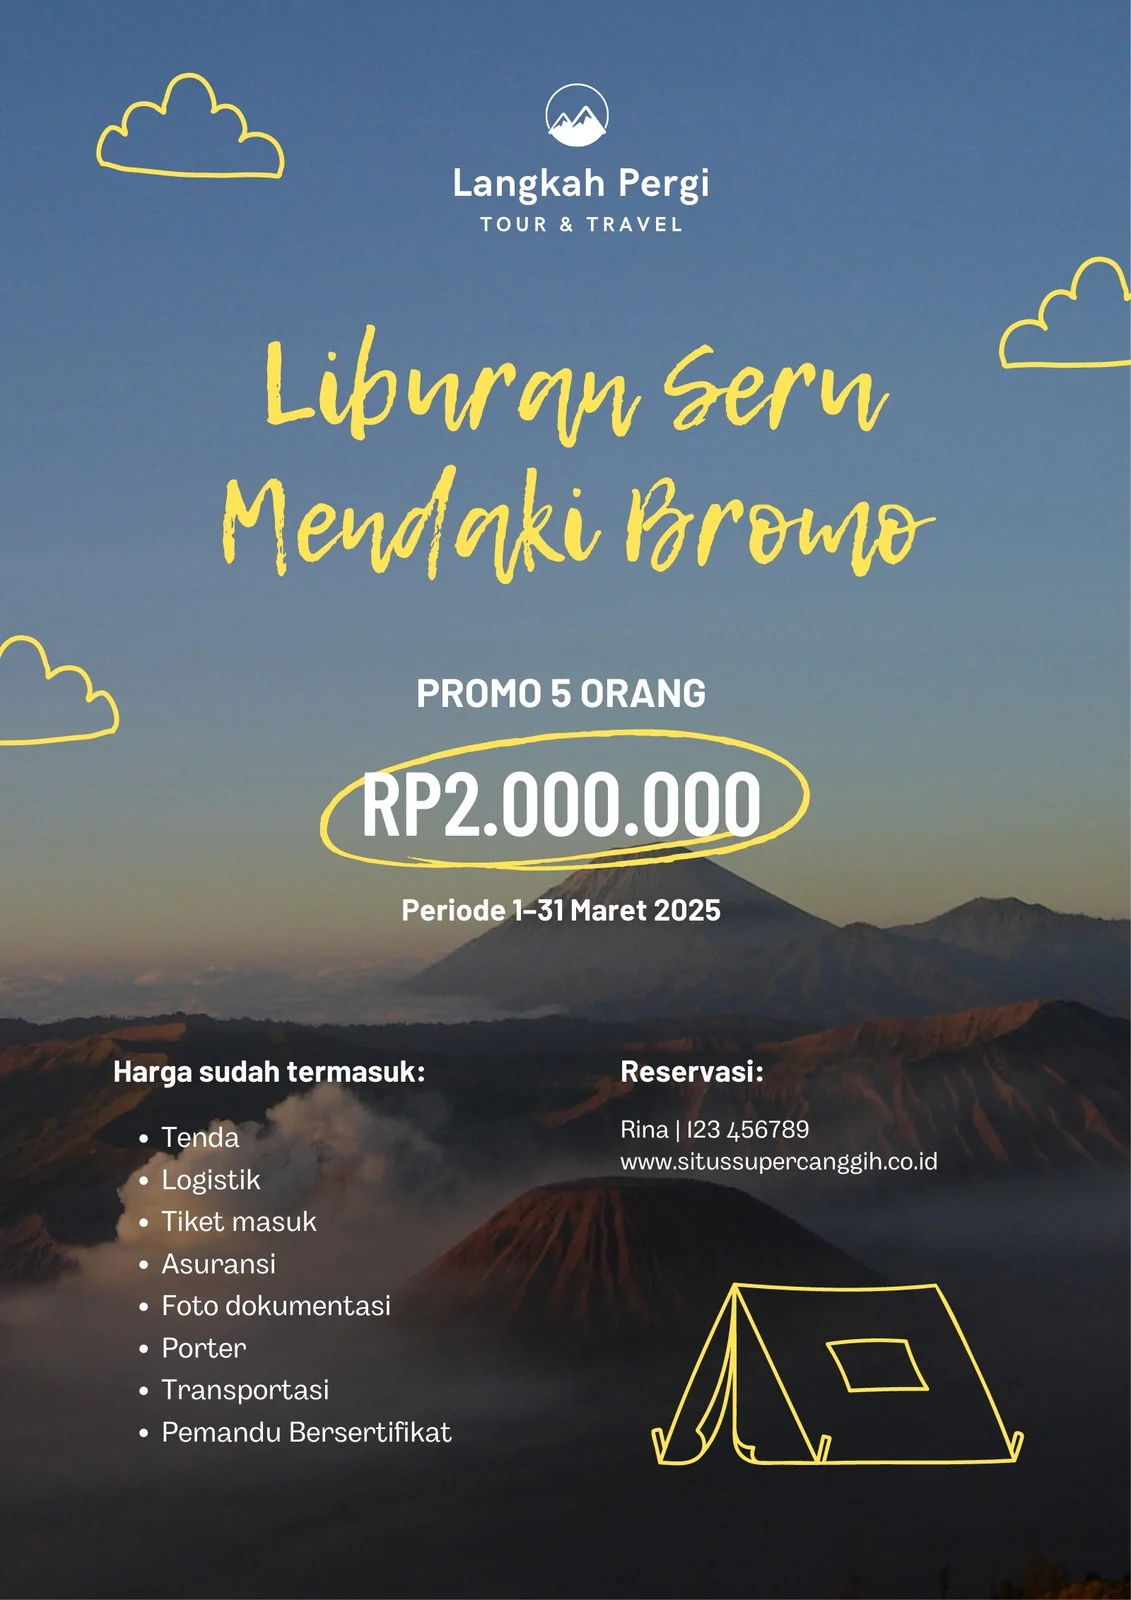 Langkah Pergi
TOUR & TRAVEL
Liburan Seru
Mendaki Bromo
PROMO 5 ORANG
RP2.000.000
Periode 1–31 Maret 2025
Harga sudah termasuk:
• Tenda
• Logistik
• Tiket masuk
• Asuransi
• Foto dokumentasi
• Porter
• Transportasi
• Pemandu Bersertifikat
Reservasi:
Rina | 123 456789
www.situssupercanggih.co.id